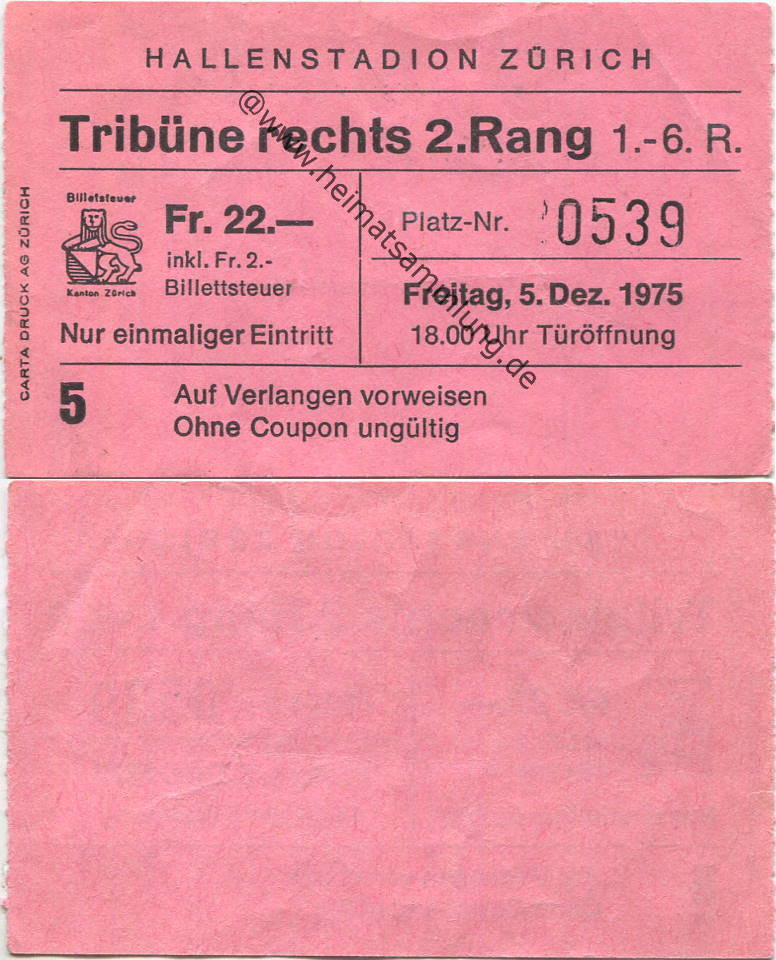 HALLENSTADION ZÜRICH
Tribüne rechts 2.Rang 1.-6. R.
Billetsteuer
Kanton Zürich
Fr. 22.—
inkl. Fr. 2.-
Billettsteuer
Nur einmaliger Eintritt
Platz-Nr. 0539
Freitag, 5. Dez. 1975
18.00 Uhr Türöffnung
5
Auf Verlangen vorweisen
Ohne Coupon ungültig
CARTA DRUCK AG ZÜRICH
@www.heimatsammlung.de